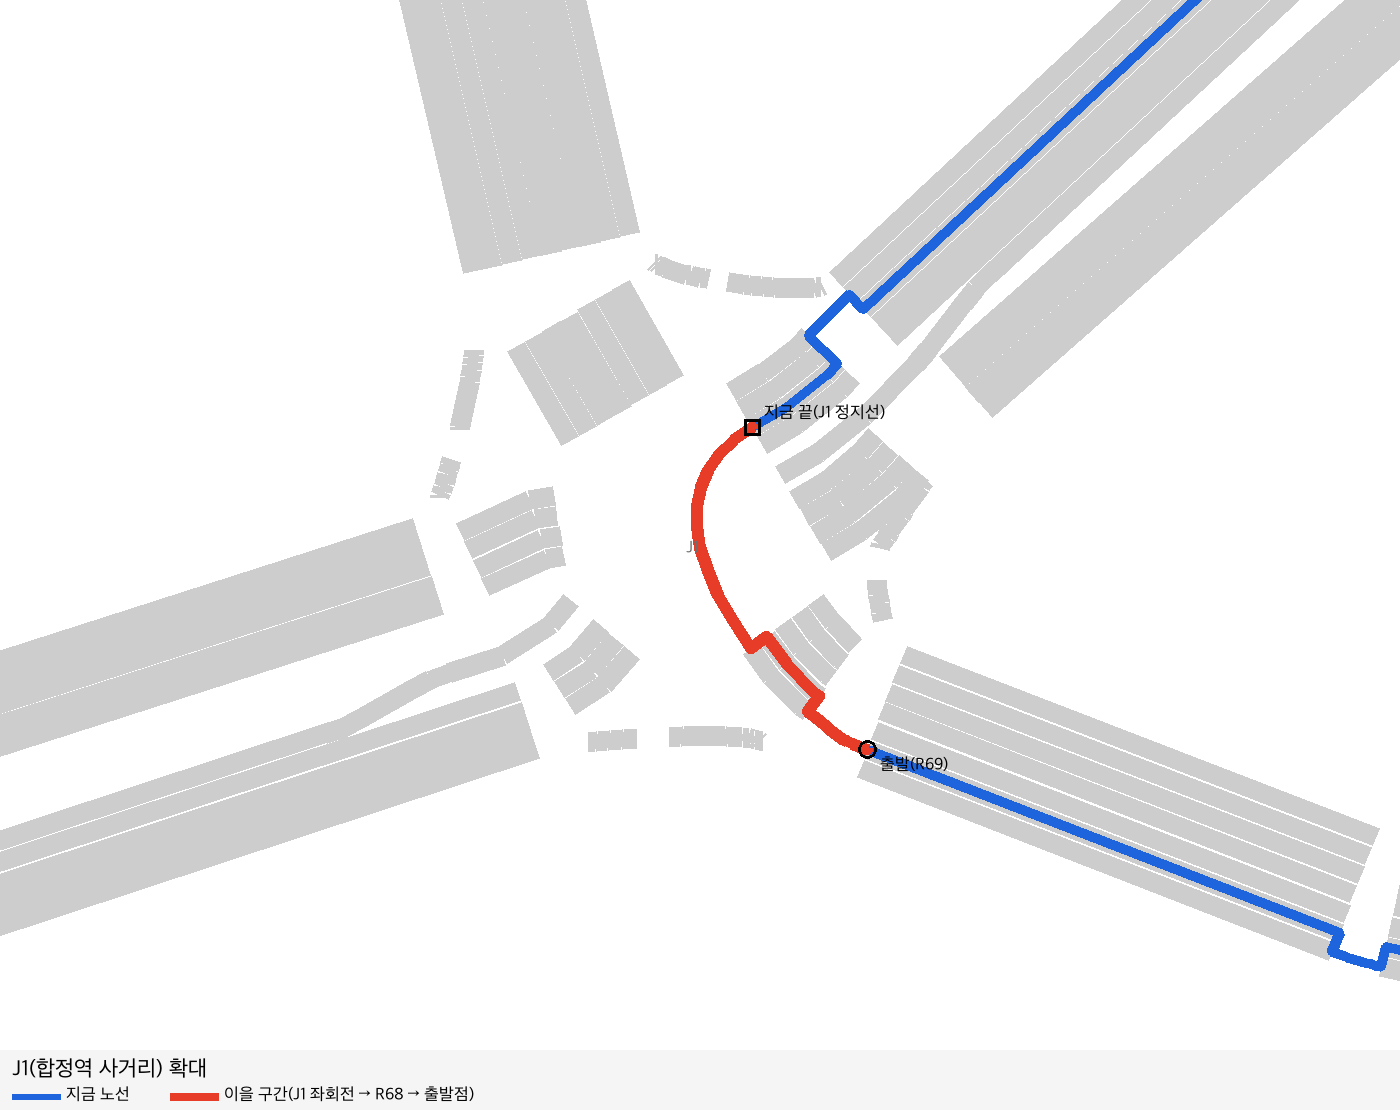 지금 끝(J1 정지선)
J1
출발(R69)
J1(합정역 사거리) 확대
지금 노선
이을 구간(J1 좌회전 → R68 → 출발점)